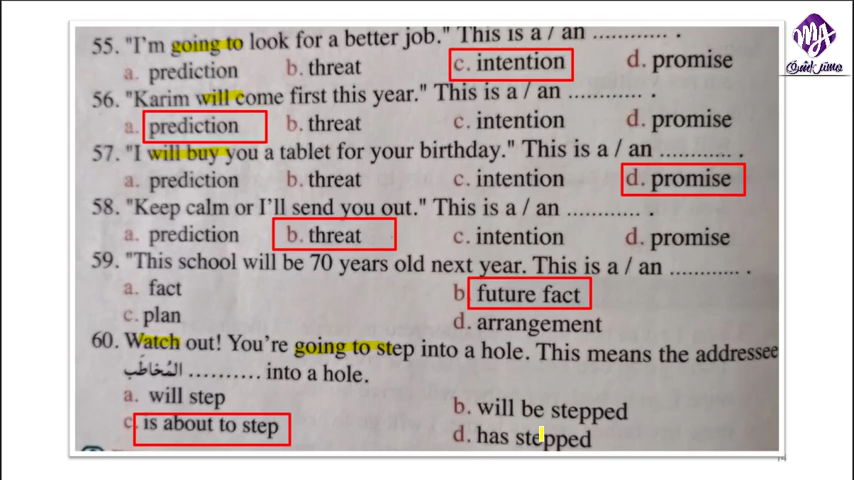 55. "I'm going to look for a better job." This is a / an ............ .
a. prediction b. threat c. intention d. promise
56. "Karim will come first this year." This is a / an ............ .
a. prediction b. threat c. intention d. promise
57. "I will buy you a tablet for your birthday." This is a / an ............ .
a. prediction b. threat c. intention d. promise
58. "Keep calm or I'll send you out." This is a / an ............ .
a. prediction b. threat c. intention d. promise
59. "This school will be 70 years old next year. This is a / an ............ .
a. fact b. future fact
c. plan d. arrangement
60. Watch out! You're going to step into a hole. This means the addressee
المُخاطَب .......... into a hole.
a. will step b. will be stepped
c. is about to step d. has stepped